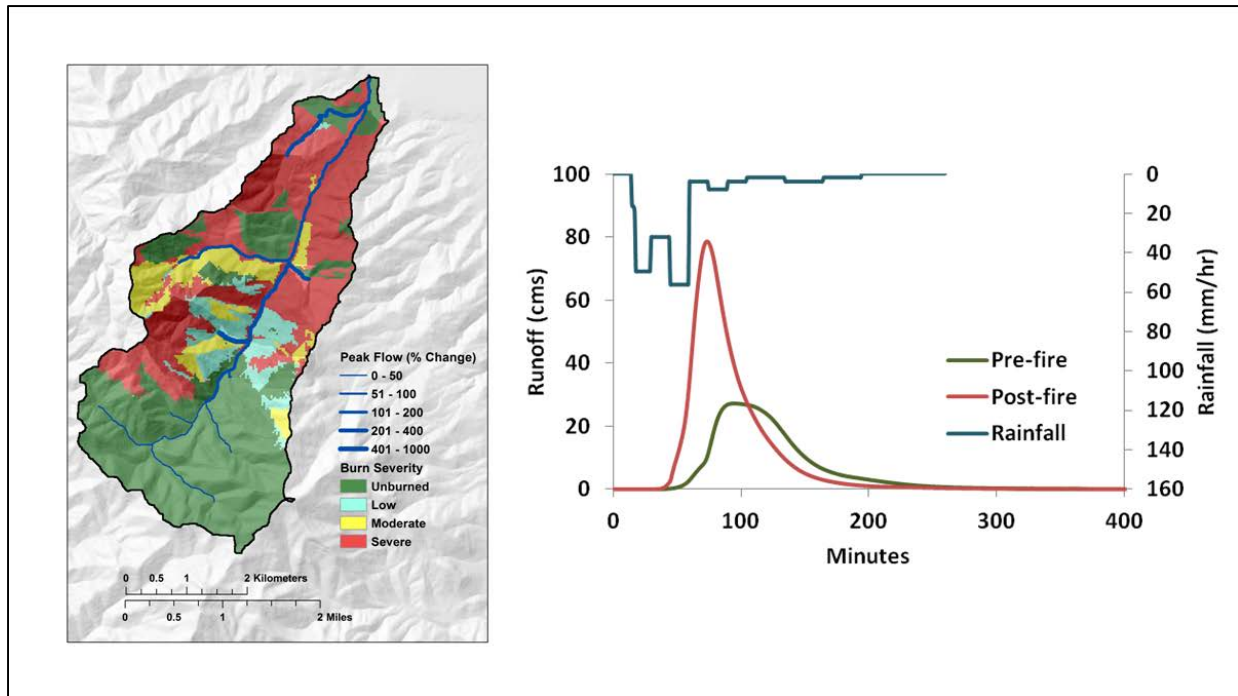 Peak Flow (% Change)
0 - 50
51 - 100
101 - 200
201 - 400
401 - 1000
Burn Severity
Unburned
Low
Moderate
Severe
0 0.5 1 2 Kilometers
0 0.5 1 2 Miles
Runoff (cms)
100
80
60
40
20
0
0 100 200 300 400
Minutes
0
20
40
60
80
100
120
140
160
Rainfall (mm/hr)
Pre-fire
Post-fire
Rainfall